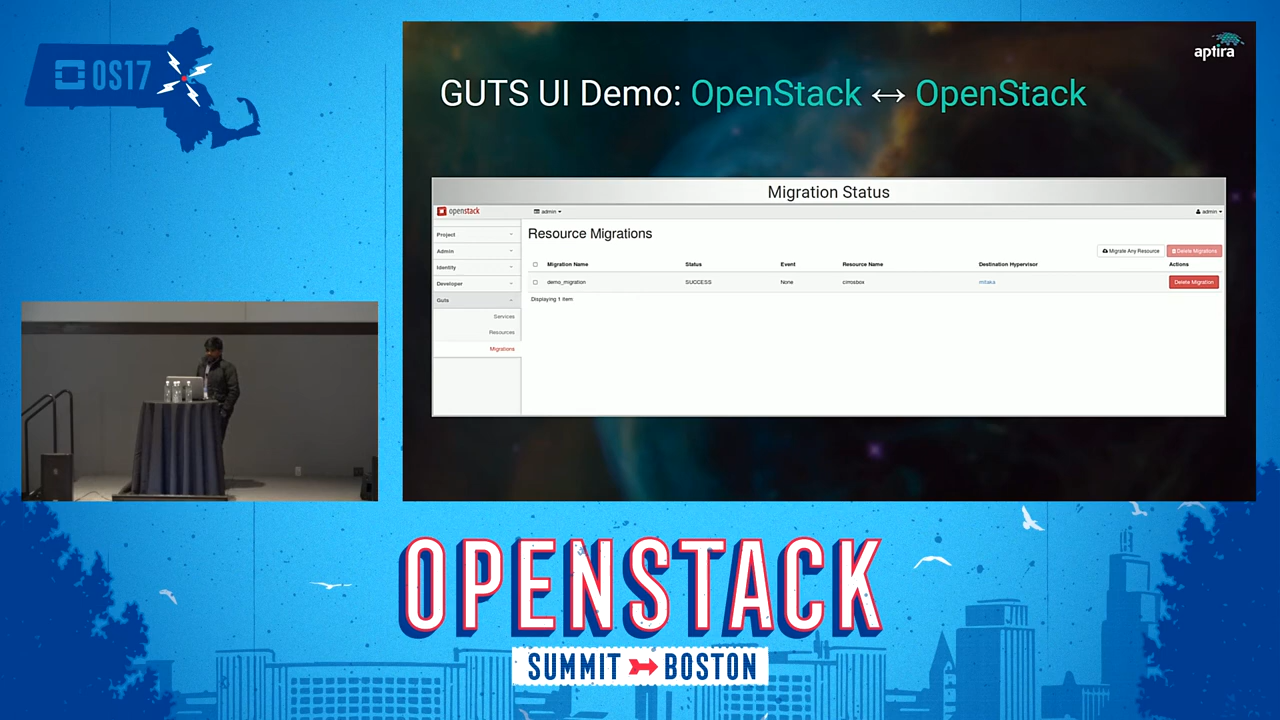 OS17
aptira
GUTS UI Demo: OpenStack ↔ OpenStack
Migration Status
openstack
admin
admin
Project
Admin
Identity
Developer
Guts
Services
Resources
Migrations
Resource Migrations
Migrate Any Resource
Delete Migrations
Migration Name Status Event Resource Name Destination Hypervisor Actions
demo_migration SUCCESS None cirrosbox mitaka Delete Migration
Displaying 1 item
OPENSTACK
SUMMIT BOSTON